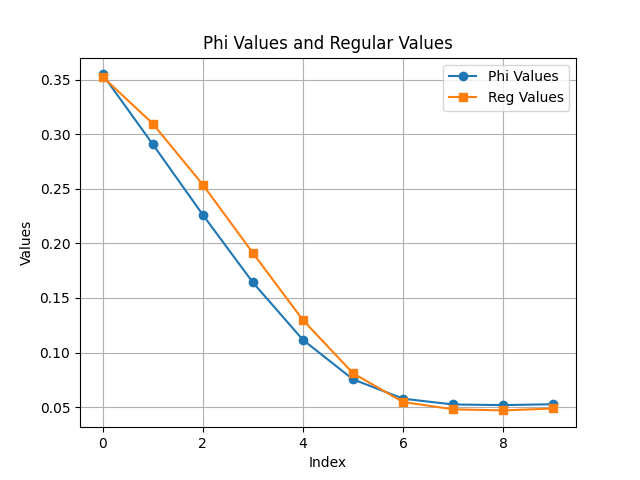 Phi Values and Regular Values
Phi Values
Reg Values
Values
0.35
0.30
0.25
0.20
0.15
0.10
0.05
0 2 4 6 8
Index